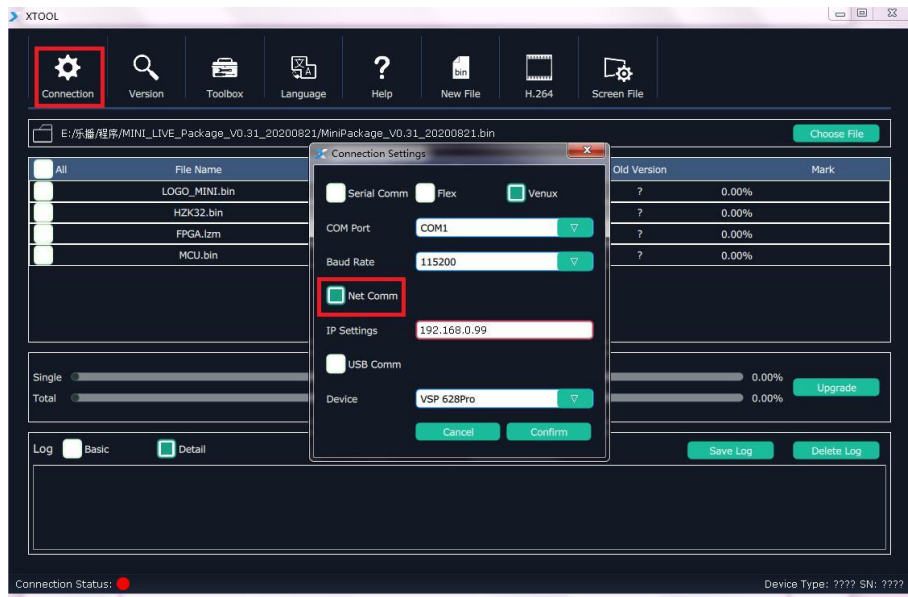 XTOOL
Connection Version Toolbox Language Help New File H.264 Screen File
bin
E:/乐播/程序/MINI_LIVE_Package_V0.31_20200821/MiniPackage_V0.31_20200821.bin Choose File
All File Name Old Version Mark
LOGO_MINI.bin ? 0.00%
HZK32.bin ? 0.00%
FPGA.lzm ? 0.00%
MCU.bin ? 0.00%
Connection Settings
Serial Comm Flex Venux
COM Port COM1
Baud Rate 115200
Net Comm
IP Settings 192.168.0.99
USB Comm
Device VSP 628Pro
Cancel Confirm
Single 0.00%
Total 0.00%
Upgrade
Log Basic Detail Save Log Delete Log
Connection Status: Device Type: ???? SN: ????